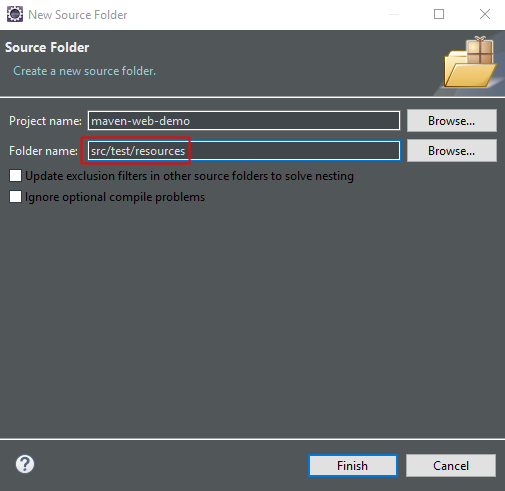 New Source Folder
Source Folder
Create a new source folder.
Project name: maven-web-demo Browse...
Folder name: src/test/resources Browse...
Update exclusion filters in other source folders to solve nesting
Ignore optional compile problems
? Finish Cancel